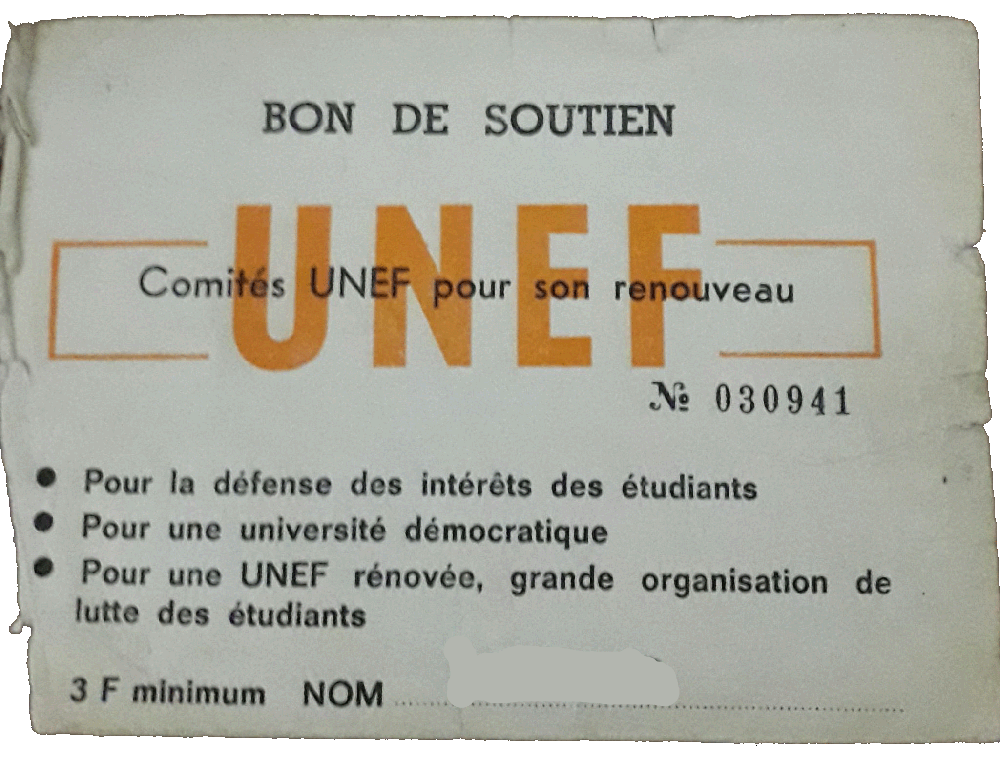 BON DE SOUTIEN
UNEF
Comités UNEF pour son renouveau
№ 030941
● Pour la défense des intérêts des étudiants
● Pour une université démocratique
● Pour une UNEF rénovée, grande organisation de
lutte des étudiants
3 F minimum NOM